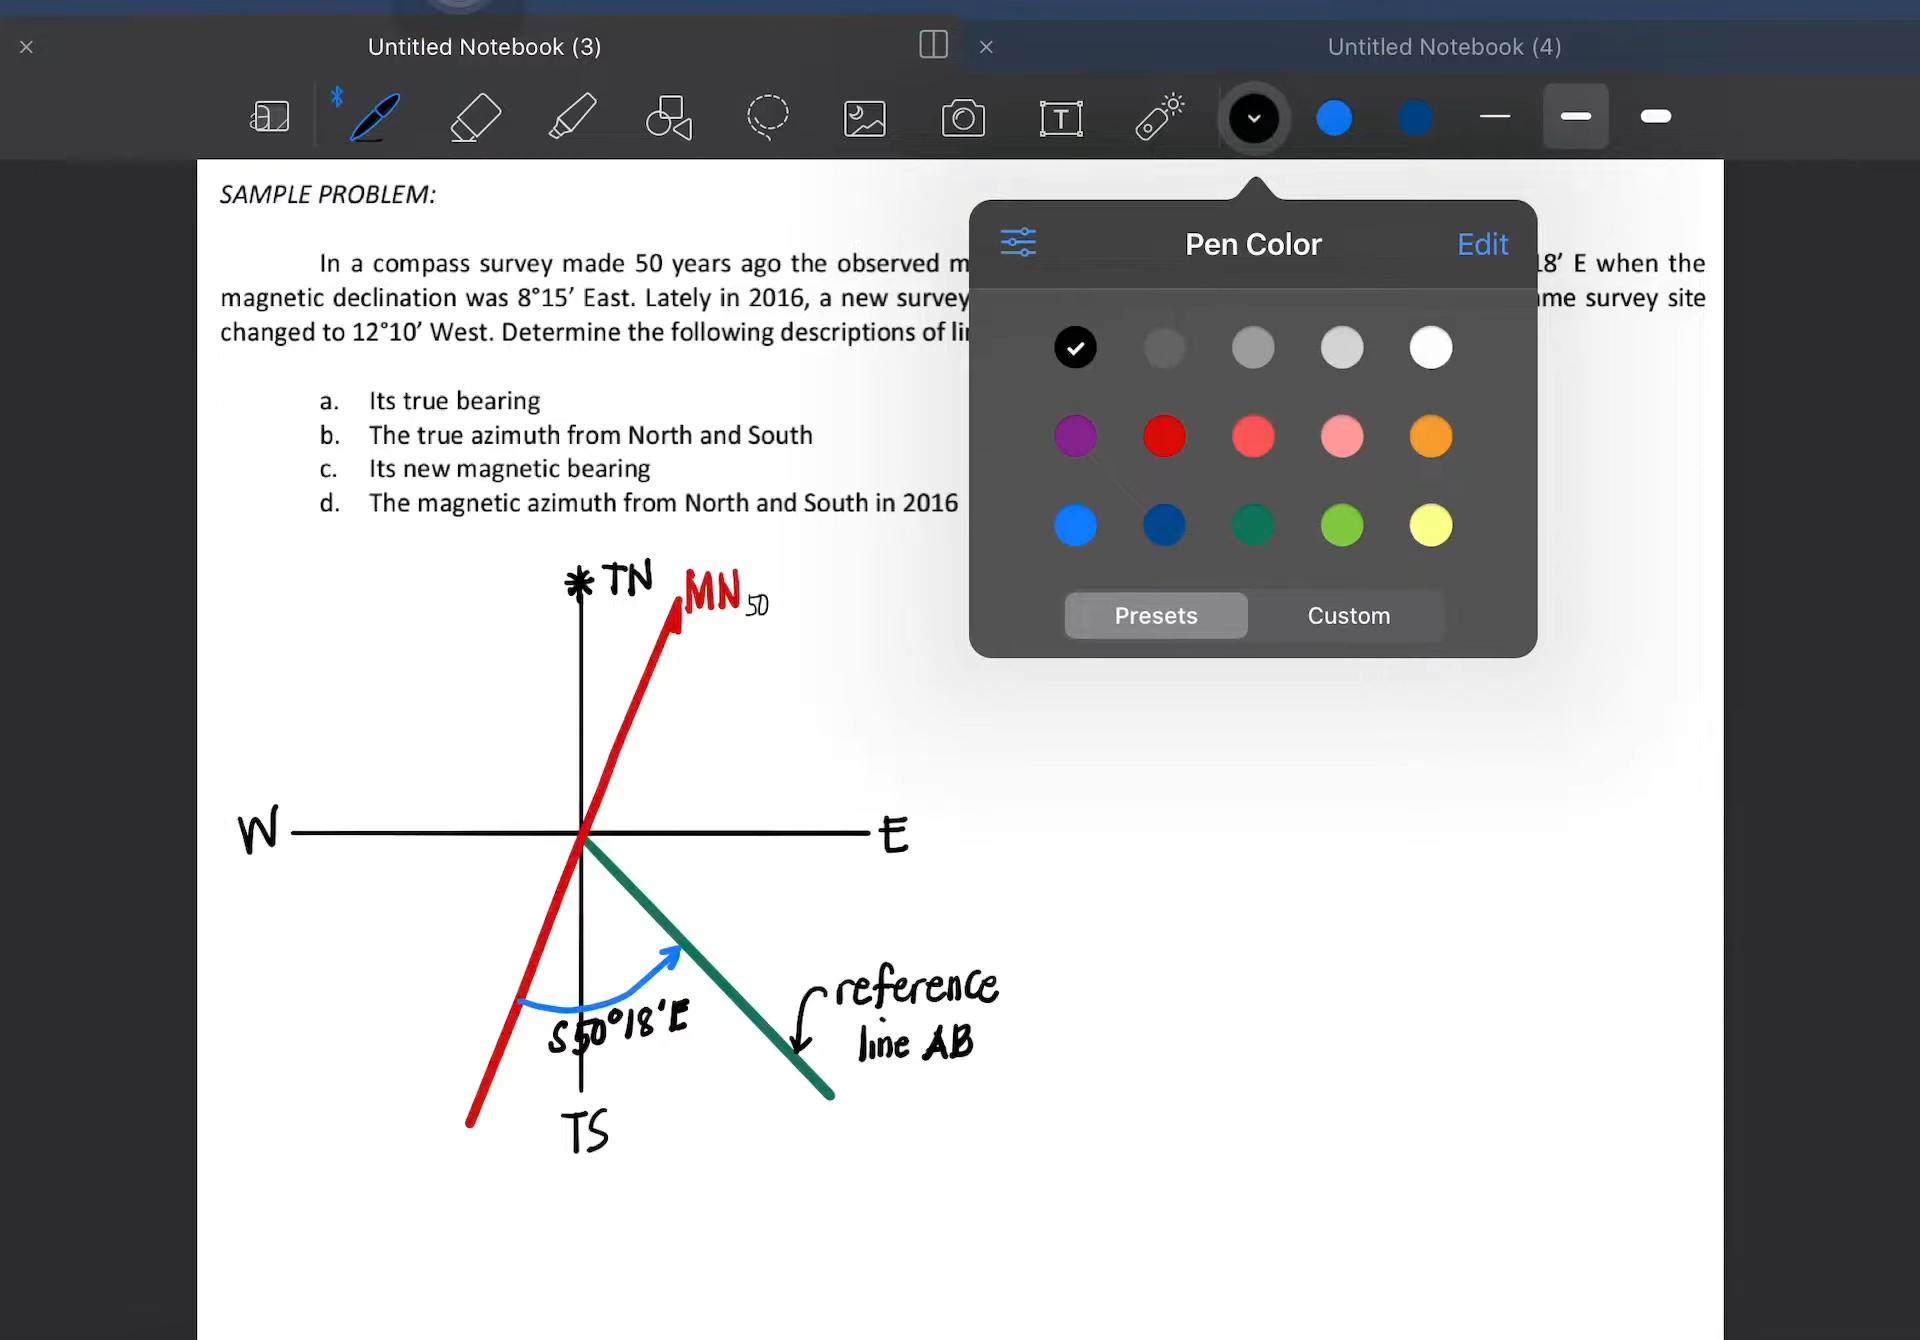 Untitled Notebook (3)
Untitled Notebook (4)
T
SAMPLE PROBLEM:
Pen Color
Edit
In a compass survey made 50 years ago the observed m 18′ E when the
magnetic declination was 8°15′ East. Lately in 2016, a new survey me survey site
changed to 12°10′ West. Determine the following descriptions of li
a. Its true bearing
b. The true azimuth from North and South
c. Its new magnetic bearing
d. The magnetic azimuth from North and South in 2016
Presets
Custom
TN
MN50
W
E
S50°18'E
reference
line AB
TS